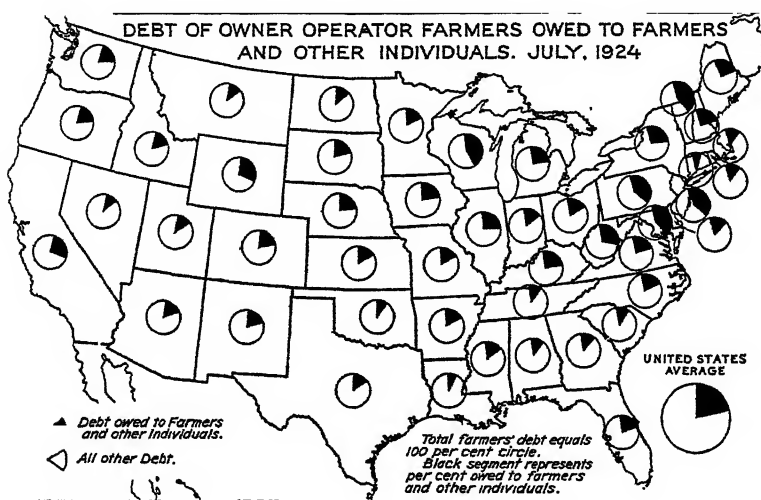 DEBT OF OWNER OPERATOR FARMERS OWED TO FARMERS
AND OTHER INDIVIDUALS. JULY, 1924
UNITED STATES
AVERAGE
Debt owed to Farmers
and other Individuals.
All other Debt.
Total farmers' debt equals
100 per cent circle.
Black segment represents
per cent owed to farmers
and other individuals.